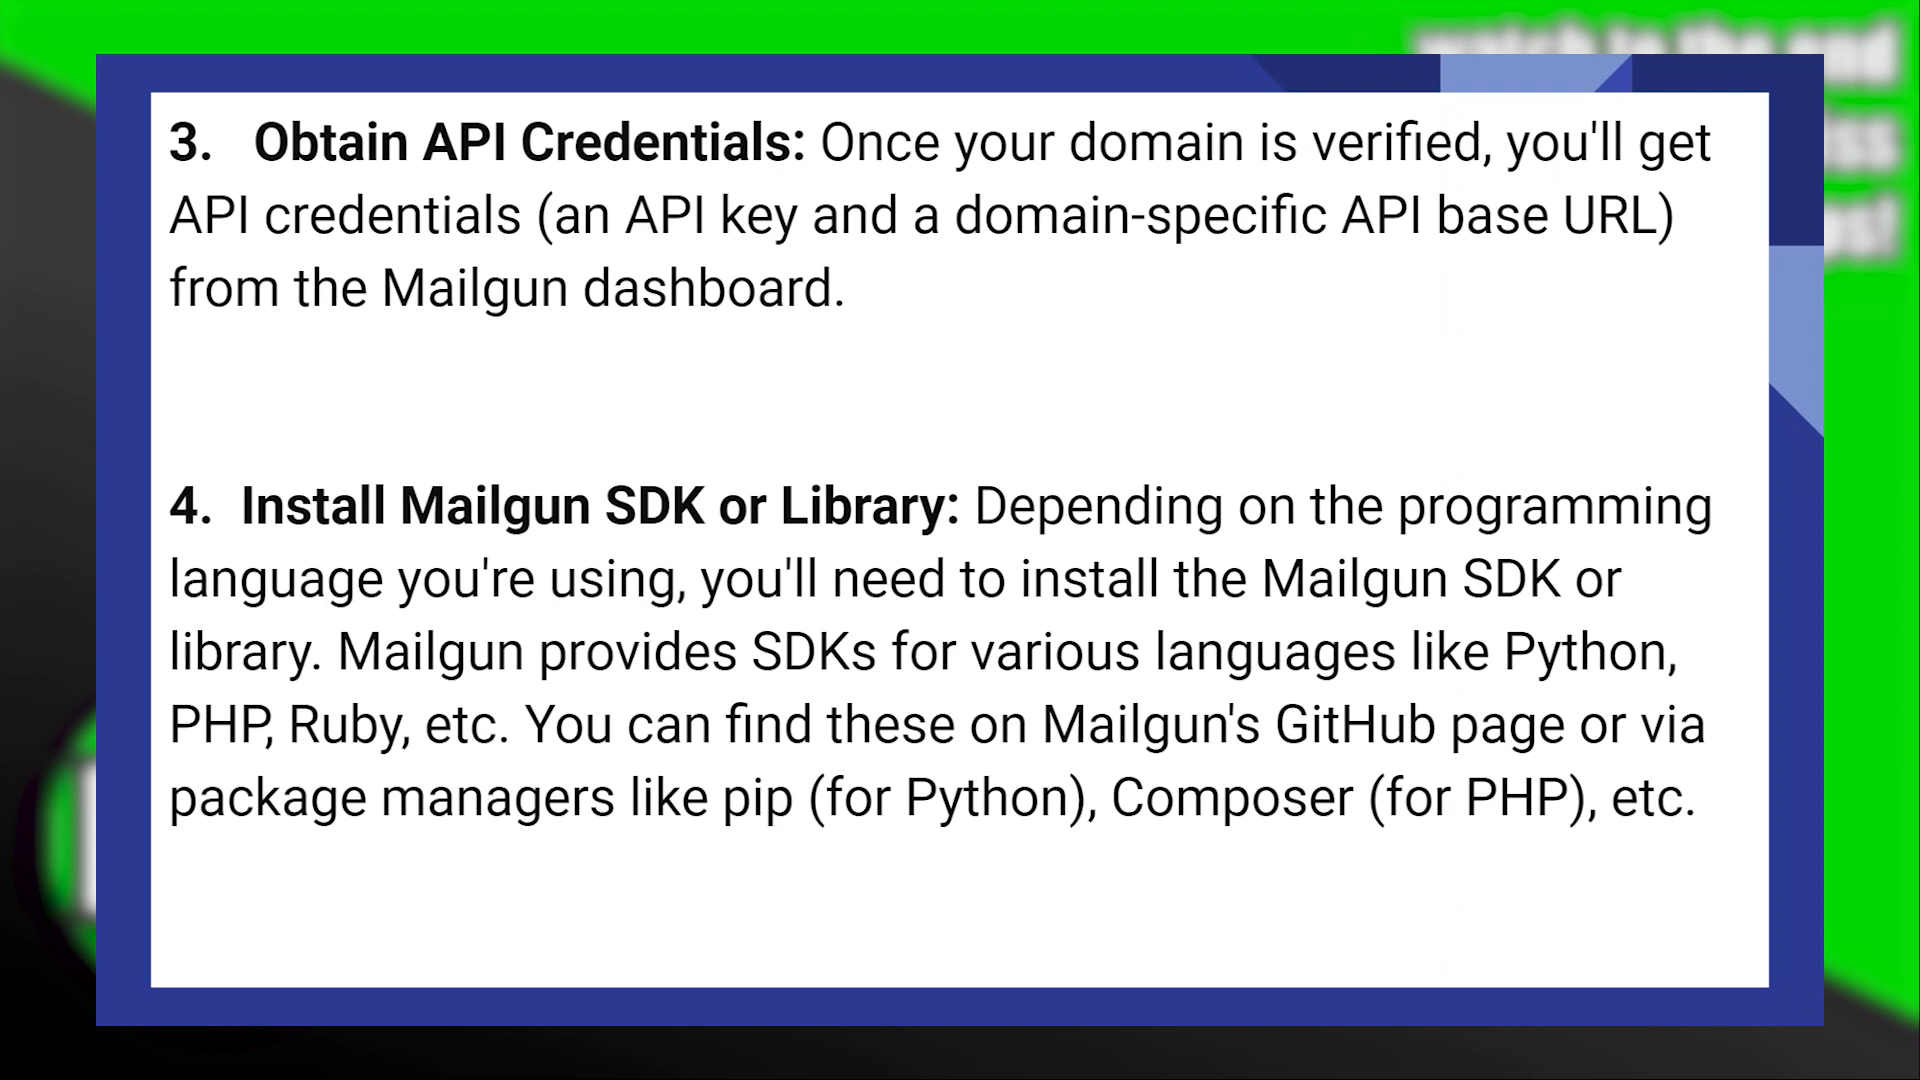 watch to the end
3. Obtain API Credentials: Once your domain is verified, you'll get
API credentials (an API key and a domain-specific API base URL)
from the Mailgun dashboard.
4. Install Mailgun SDK or Library: Depending on the programming
language you're using, you'll need to install the Mailgun SDK or
library. Mailgun provides SDKs for various languages like Python,
PHP, Ruby, etc. You can find these on Mailgun's GitHub page or via
package managers like pip (for Python), Composer (for PHP), etc.